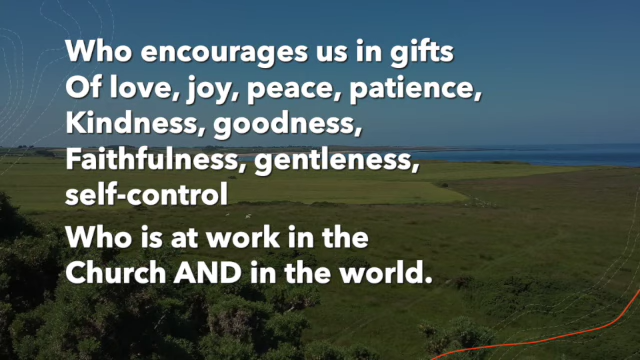 Who encourages us in gifts
Of love, joy, peace, patience,
Kindness, goodness,
Faithfulness, gentleness,
self-control
Who is at work in the
Church AND in the world.